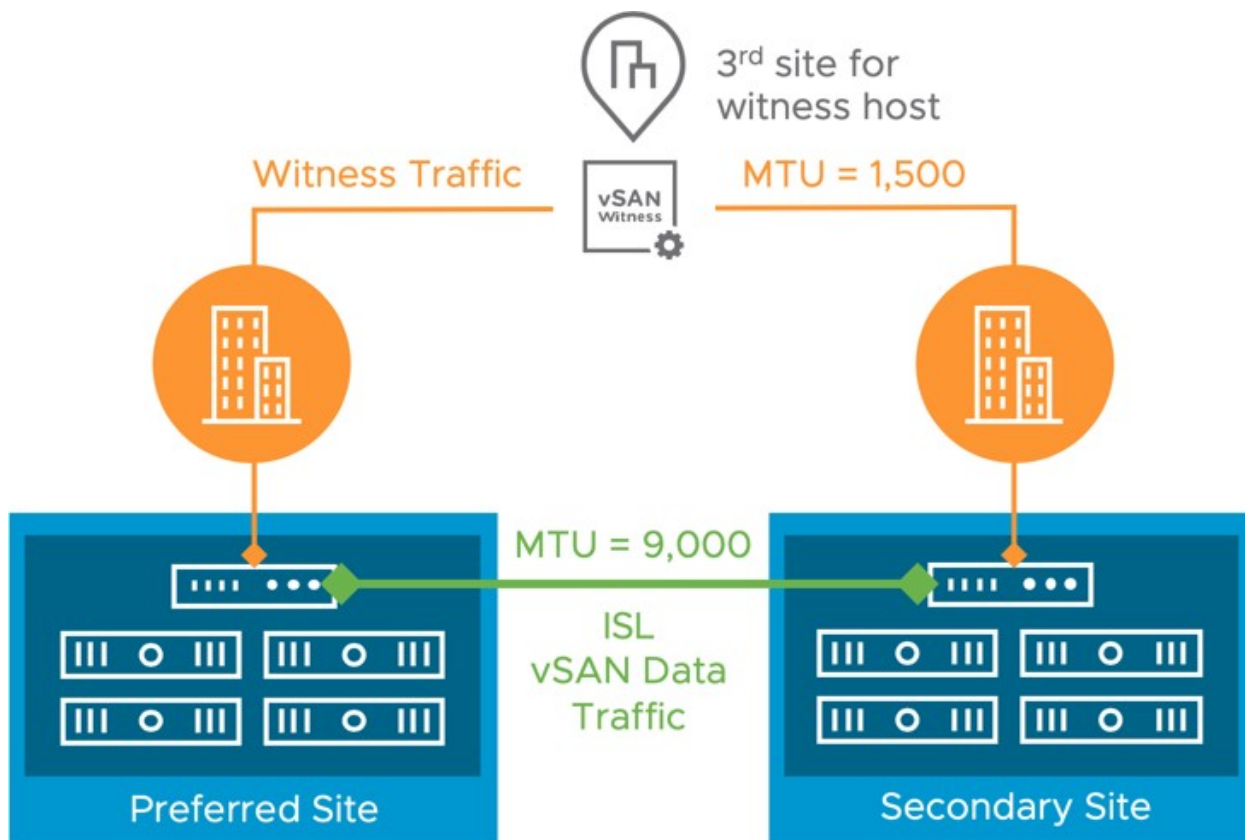 3rd site for
witness host
Witness Traffic
MTU = 1,500
vSAN
Witness
MTU = 9,000
ISL
vSAN Data
Traffic
Preferred Site
Secondary Site